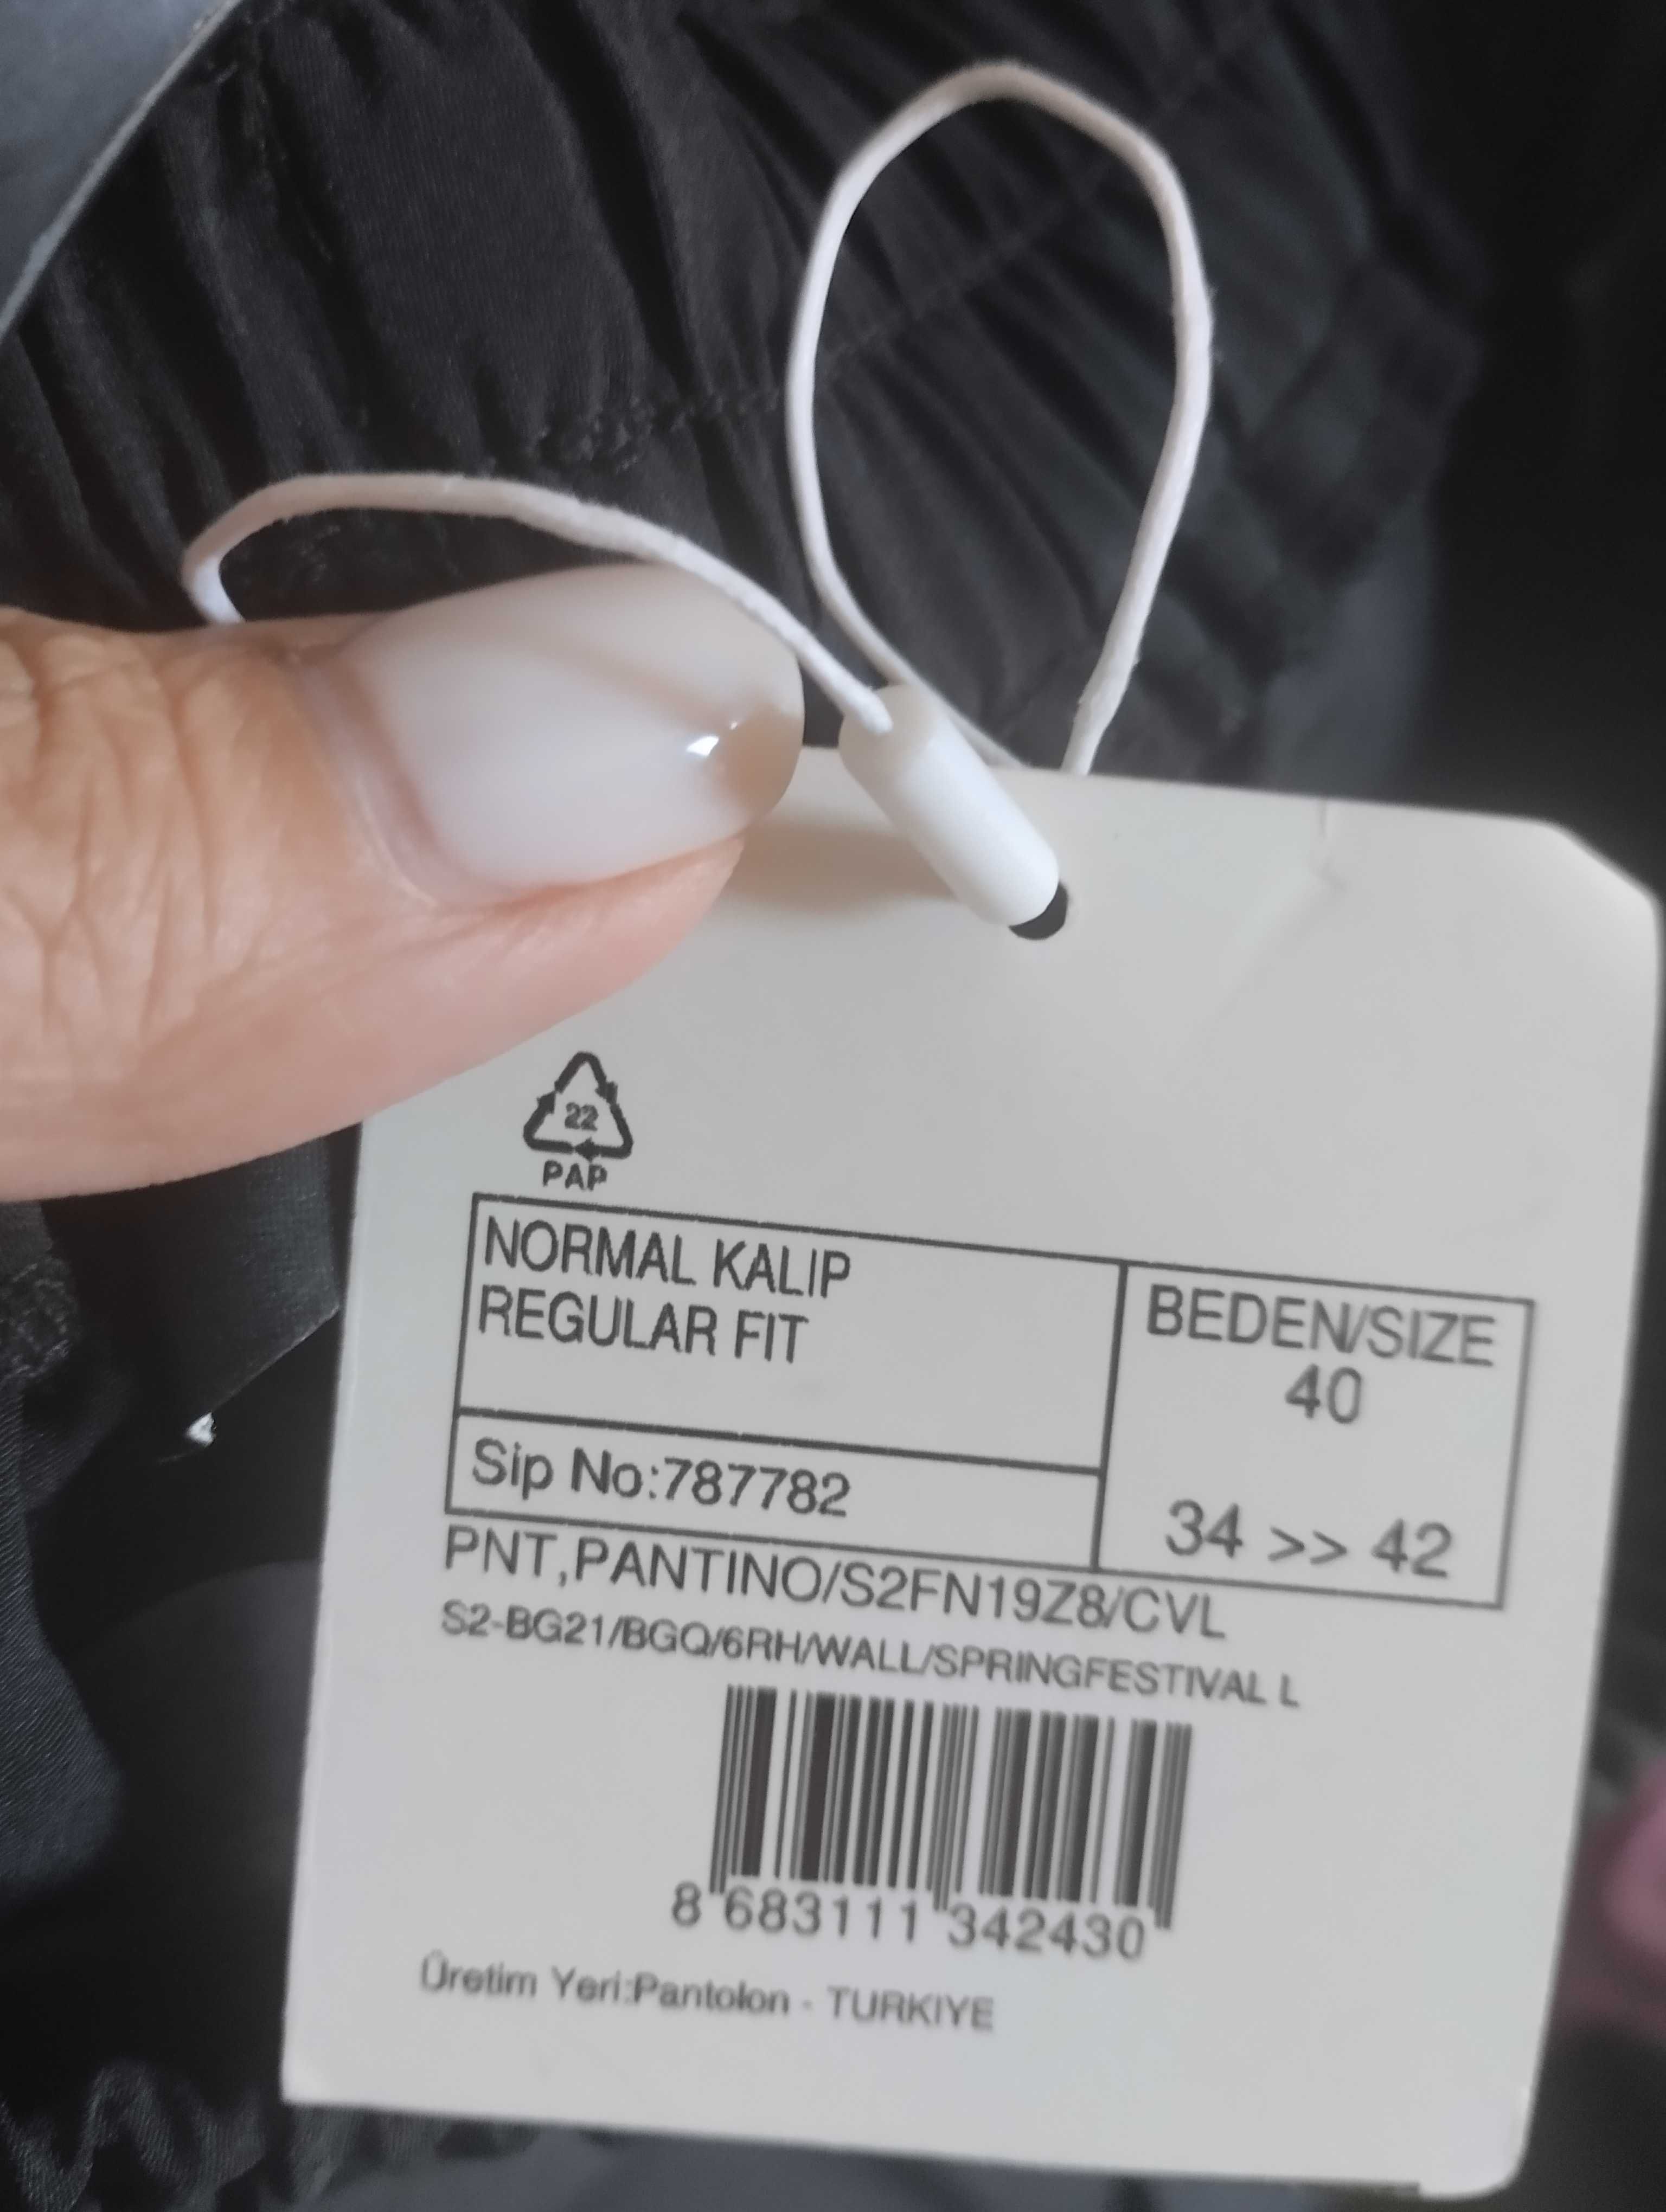 22
PAP
NORMAL KALIP
REGULAR FIT
BEDEN/SIZE
40
34 >> 42
Sip No:787782
PNT,PANTINO/S2FN19Z8/CVL
S2-BG21/BGQ/6RH/WALL/SPRINGFESTIVAL L
8 683111 342430
Üretim Yeri:Pantolon - TURKIYE